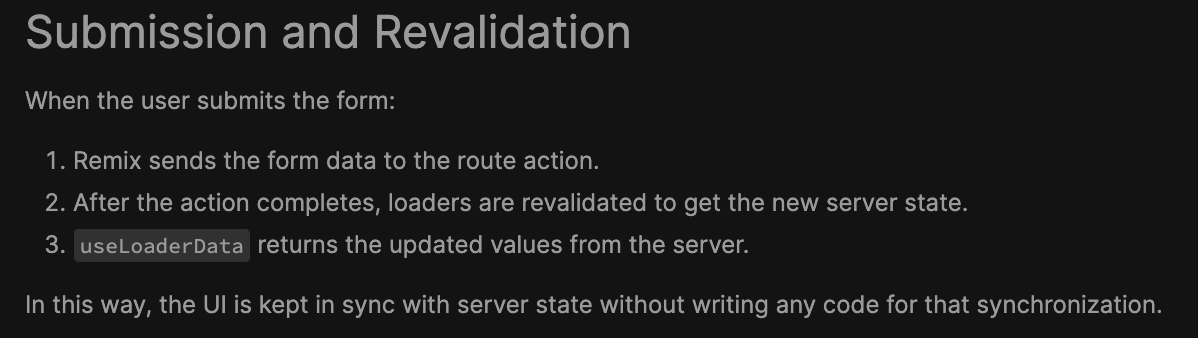 Submission and Revalidation
When the user submits the form:
1. Remix sends the form data to the route action.
2. After the action completes, loaders are revalidated to get the new server state.
3. useLoaderData returns the updated values from the server.
In this way, the UI is kept in sync with server state without writing any code for that synchronization.